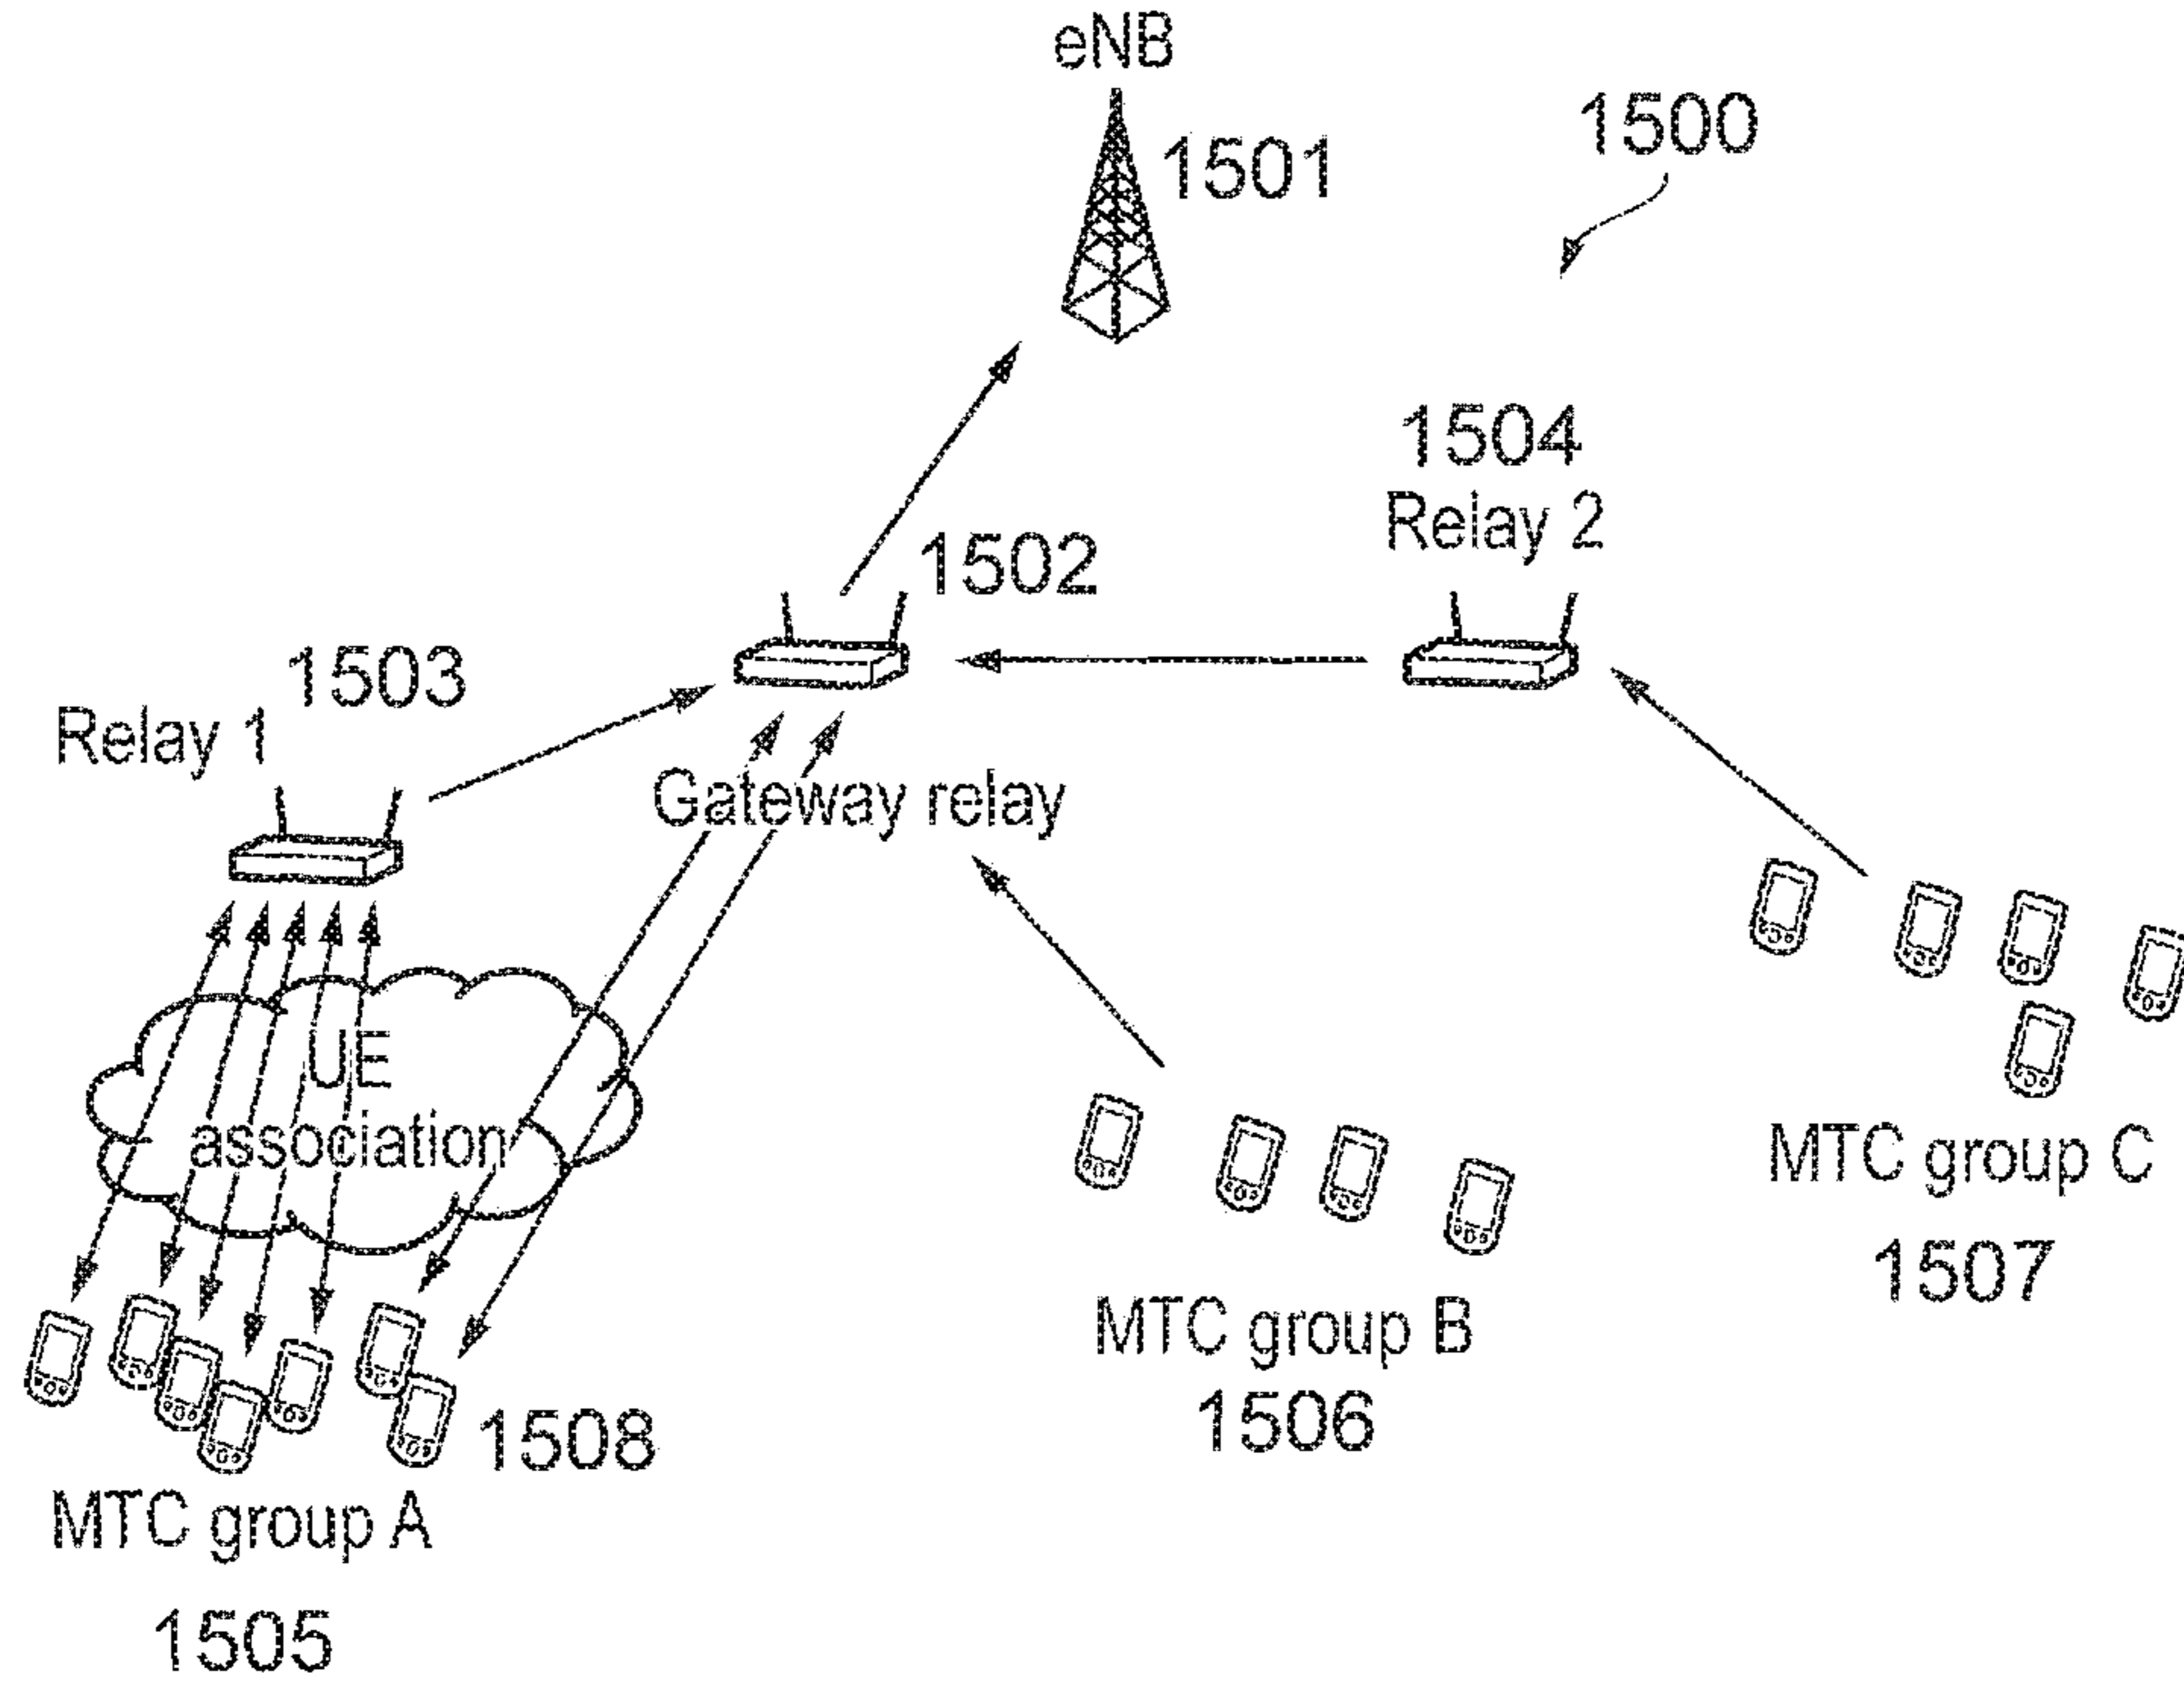 eNB
1501
1500
1504
Relay 2
1502
1503
Relay 1
Gateway relay
UE
association
MTC group C
1507
MTC group B
1506
1508
MTC group A
1505